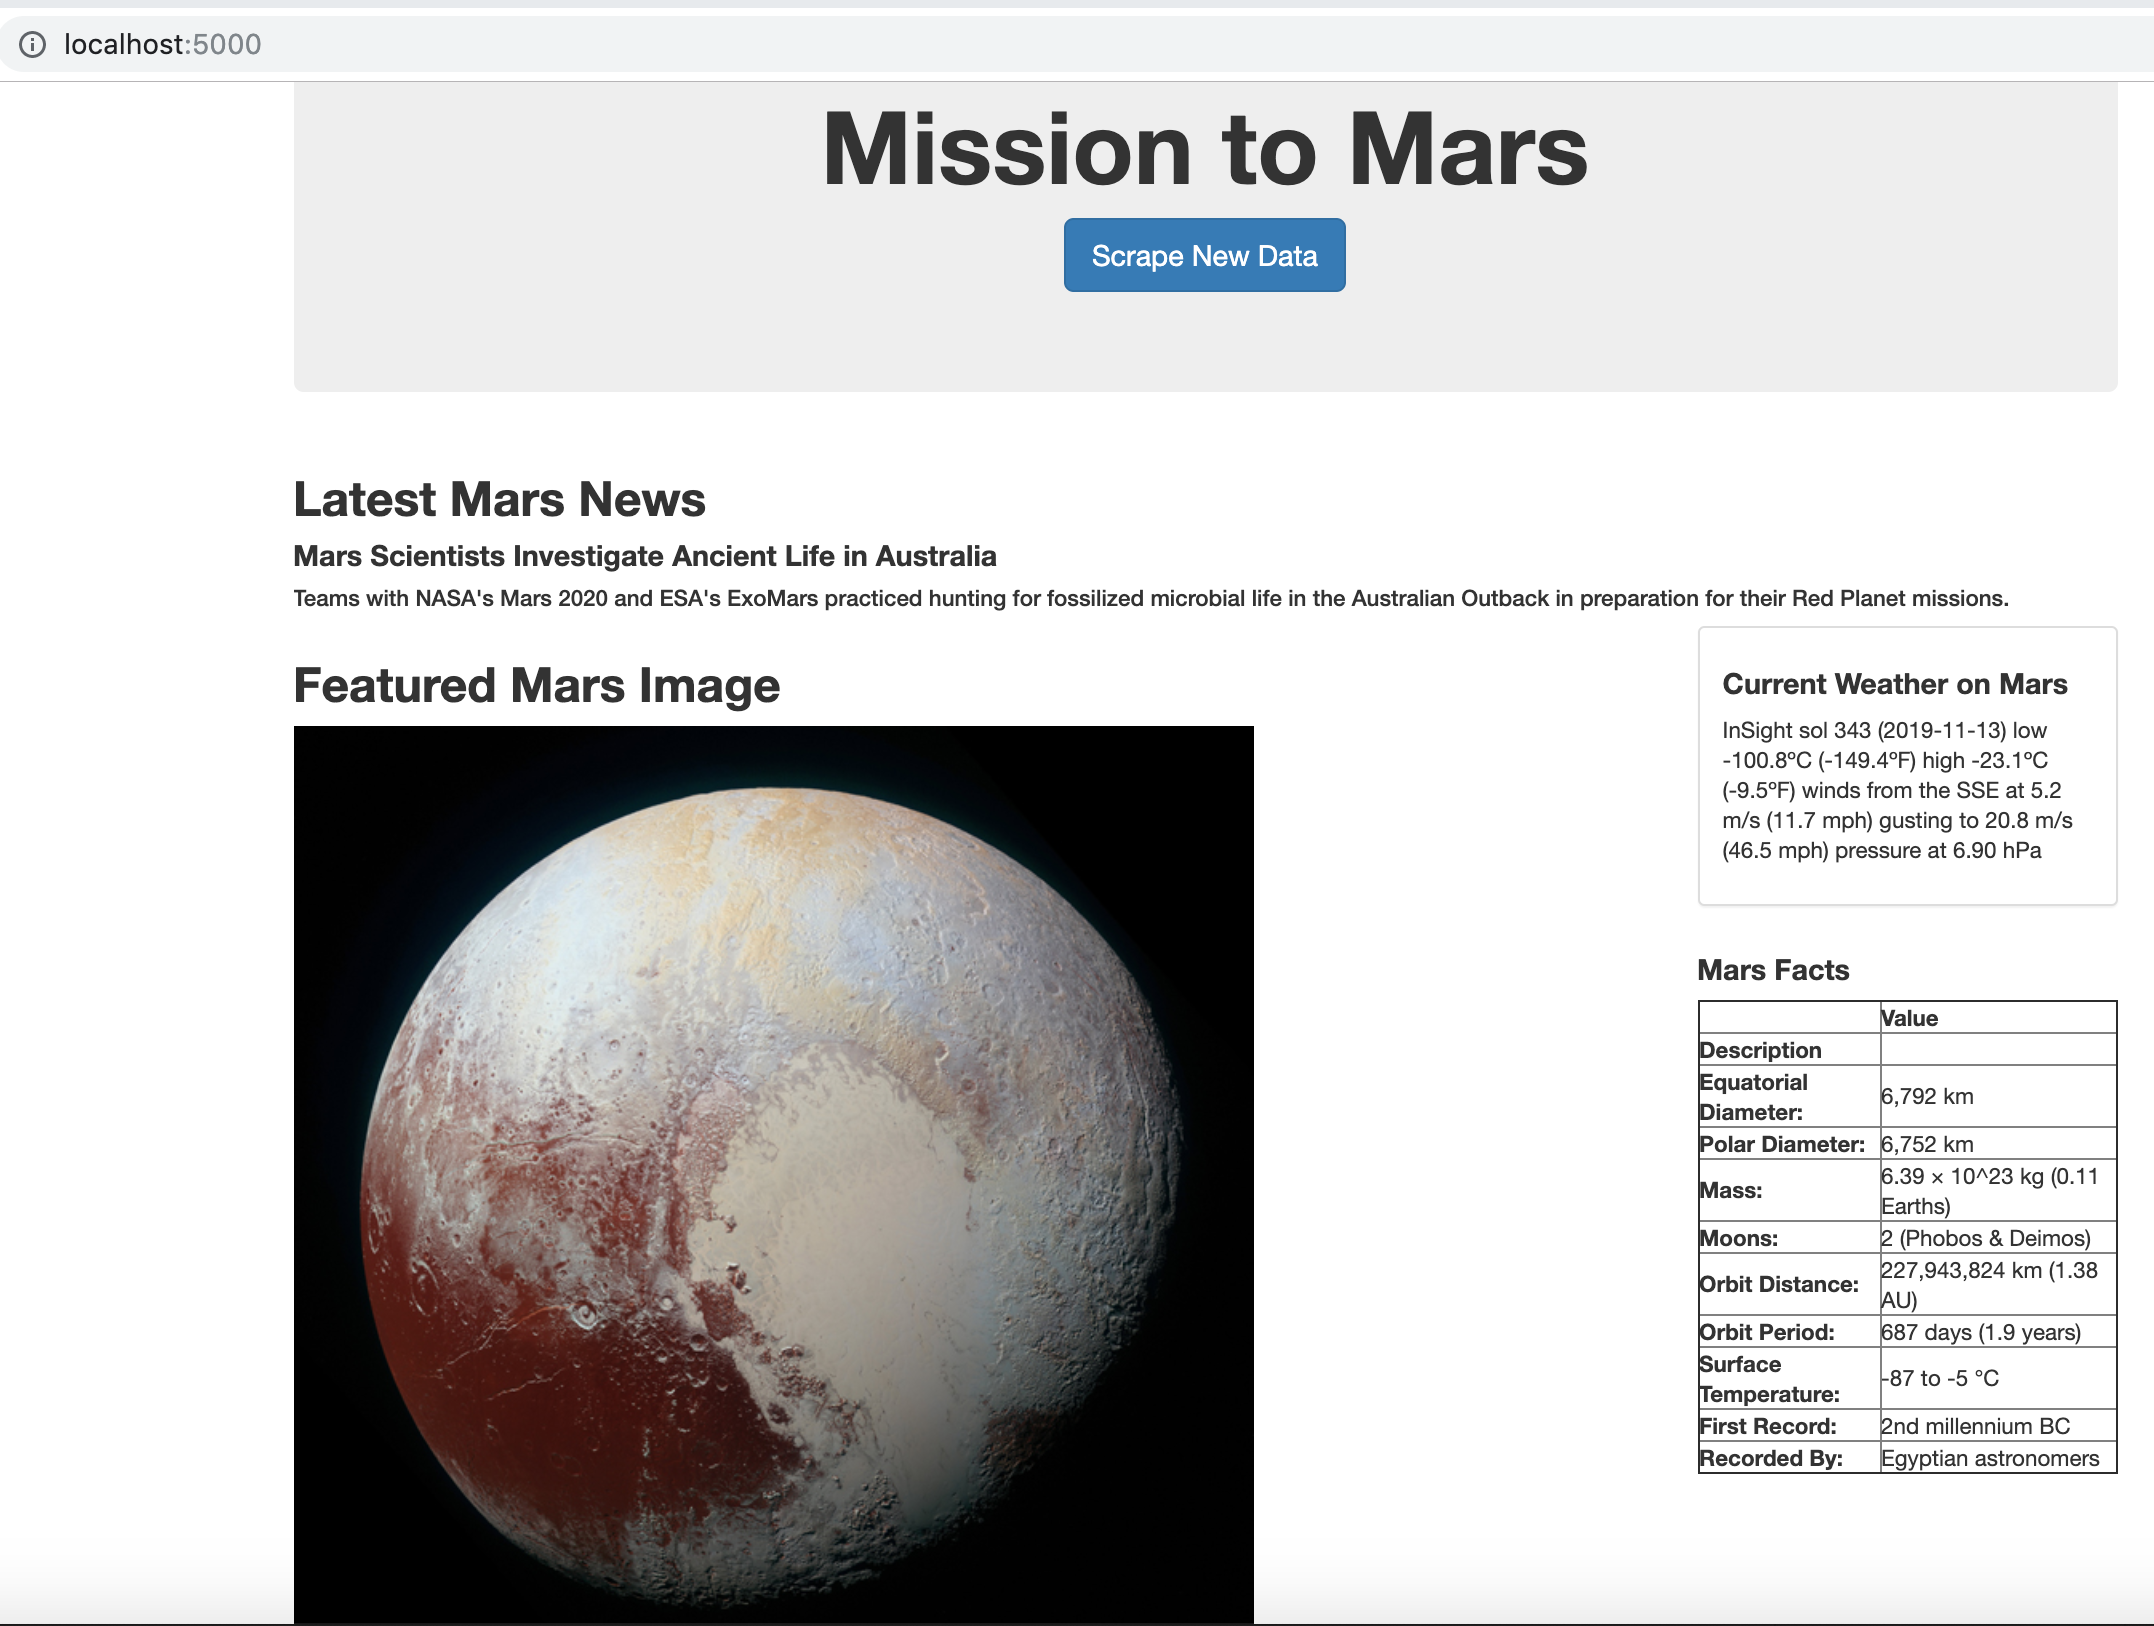 localhost:5000
Mission to Mars
Scrape New Data
Latest Mars News
Mars Scientists Investigate Ancient Life in Australia
Teams with NASA's Mars 2020 and ESA's ExoMars practiced hunting for fossilized microbial life in the Australian Outback in preparation for their Red Planet missions.
Featured Mars Image
Current Weather on Mars
InSight sol 343 (2019-11-13) low
-100.8ºC (-149.4ºF) high -23.1ºC
(-9.5ºF) winds from the SSE at 5.2
m/s (11.7 mph) gusting to 20.8 m/s
(46.5 mph) pressure at 6.90 hPa
Mars Facts
Value
Description
Equatorial
Diameter:
6,792 km
Polar Diameter: 6,752 km
Mass:
6.39 × 10^23 kg (0.11
Earths)
Moons: 2 (Phobos & Deimos)
Orbit Distance:
227,943,824 km (1.38
AU)
Orbit Period: 687 days (1.9 years)
Surface
Temperature:
-87 to -5 °C
First Record: 2nd millennium BC
Recorded By: Egyptian astronomers